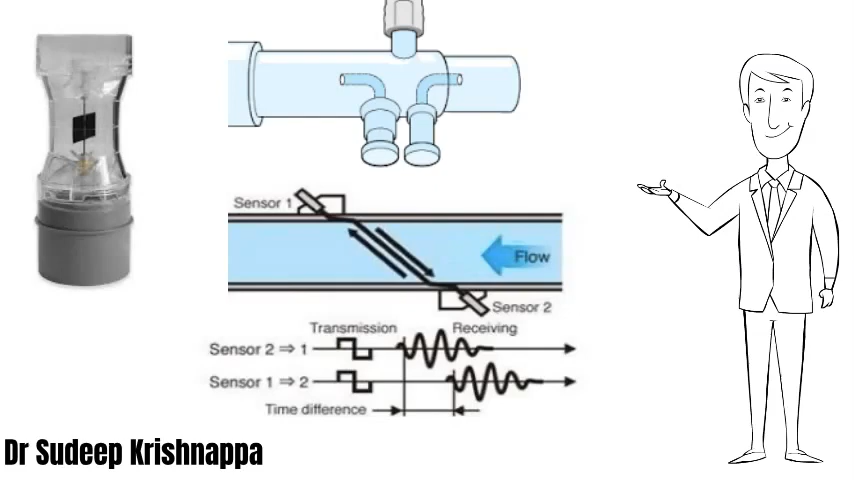 Sensor 1
Flow
Sensor 2
Transmission Receiving
Sensor 2 ⇒ 1
Sensor 1 ⇒ 2
Time difference
Dr Sudeep Krishnappa